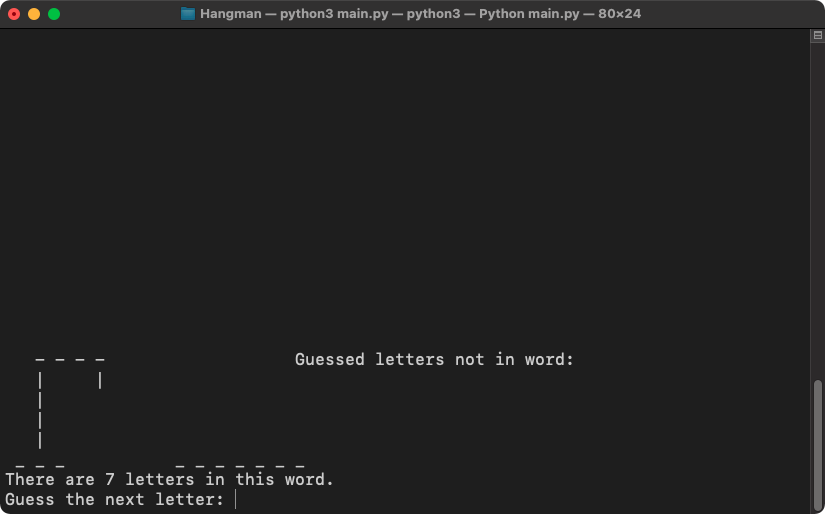 Hangman — python3 main.py — python3 — Python main.py — 80×24
_ _ _ _ Guessed letters not in word:
| |
|
|
|
_ _ _ _ _ _ _ _ _ _
There are 7 letters in this word.
Guess the next letter: